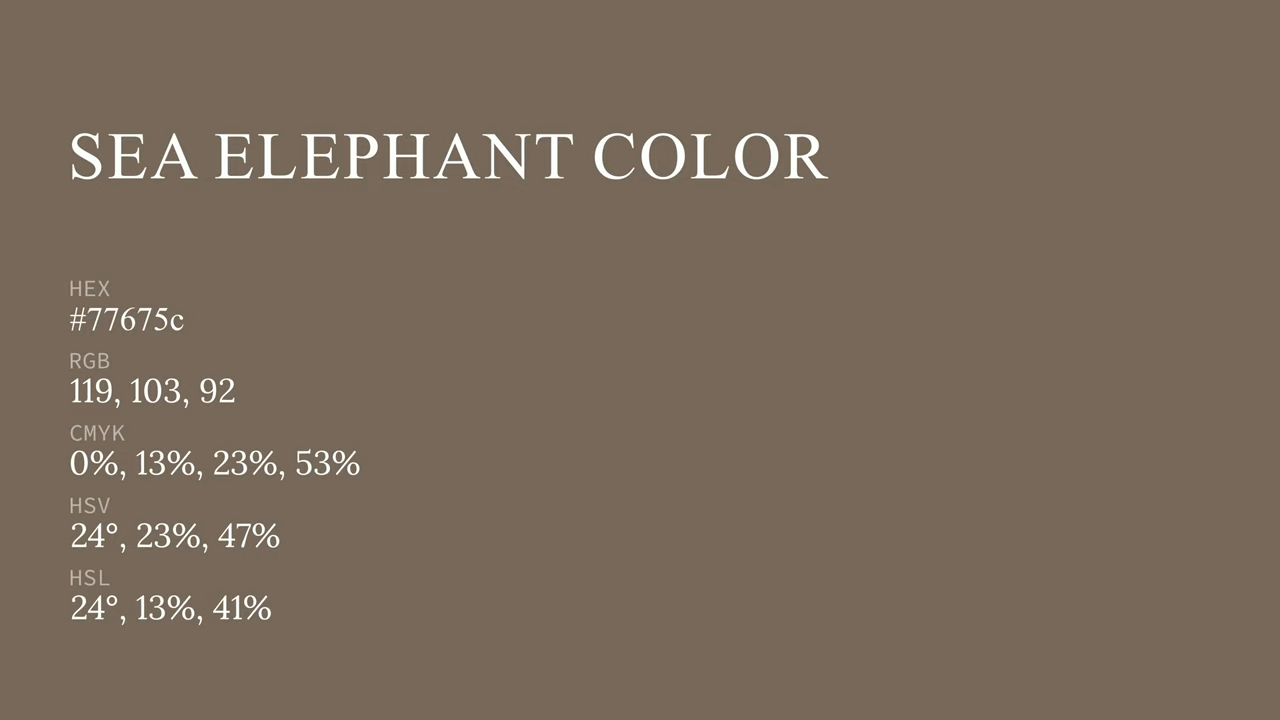 SEA ELEPHANT COLOR
HEX
#77675c
RGB
119, 103, 92
CMYK
0%, 13%, 23%, 53%
HSV
24°, 23%, 47%
HSL
24°, 13%, 41%